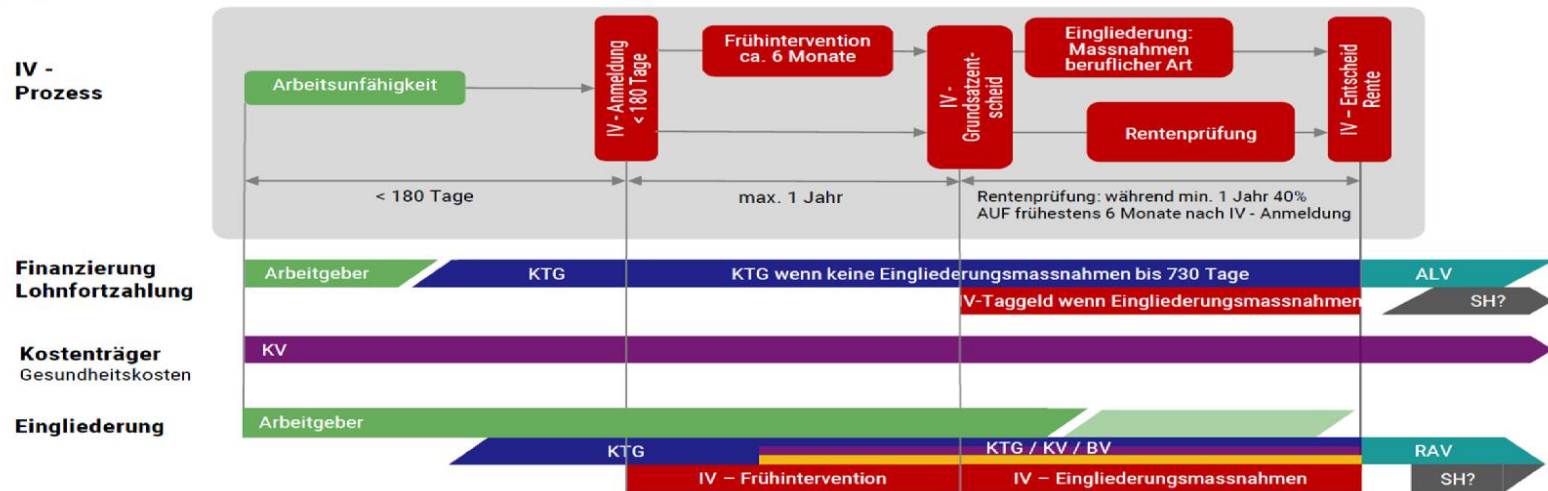 IV -
Prozess
Arbeitsunfähigkeit
IV - Anmeldung
< 180 Tage
Frühintervention
ca. 6 Monate
IV -
Grundsatzent-
scheid
Eingliederung:
Massnahmen
beruflicher Art
Rentenprüfung
IV – Entscheid
Rente
< 180 Tage
max. 1 Jahr
Rentenprüfung: während min. 1 Jahr 40%
AUF frühestens 6 Monate nach IV - Anmeldung
Finanzierung
Lohnfortzahlung
Arbeitgeber
KTG
KTG wenn keine Eingliederungsmassnahmen bis 730 Tage
ALV
IV-Taggeld wenn Eingliederungsmassnahmen
SH?
Kostenträger
Gesundheitskosten
KV
Eingliederung
Arbeitgeber
KTG
KTG / KV / BV
RAV
IV – Frühintervention
IV – Eingliederungsmassnahmen
SH?